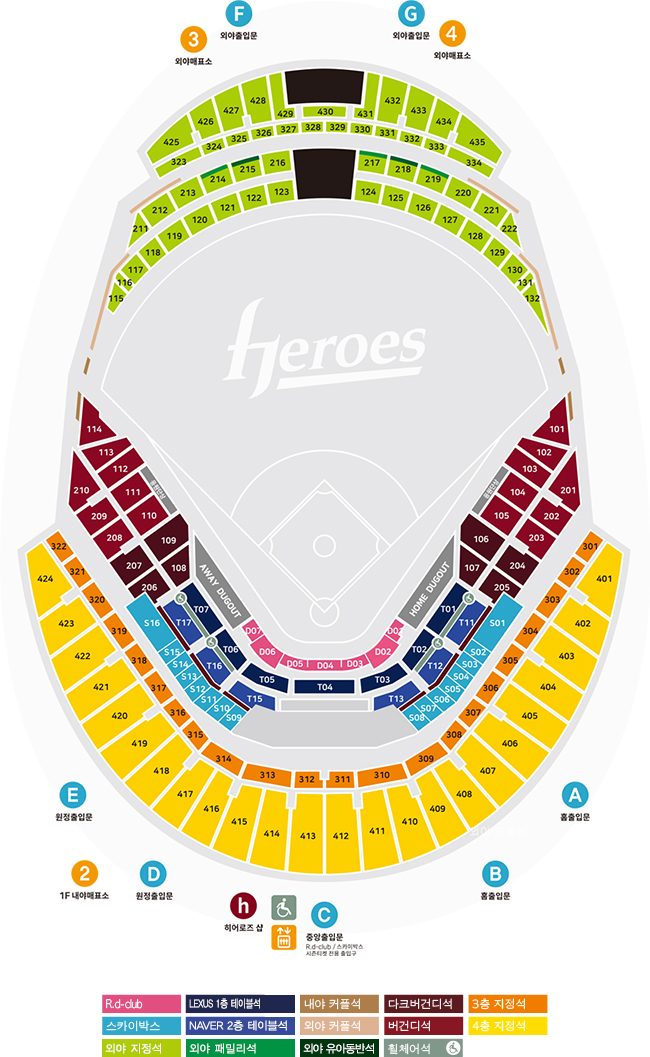 F
외야출입문
G
외야출입문
3
외야매표소
4
외야매표소
425
426
427
428
429
430
431
432
433
434
435
323
324
325
326
327
328
329
330
331
332
333
334
211
212
213
214
215
216
217
218
219
220
221
222
115
116
117
118
119
120
121
122
123
124
125
126
127
128
129
130
131
132
heroes
114
113
112
111
110
109
108
210
209
208
207
206
101
102
103
104
105
106
107
201
202
203
204
205
AWAY DUGOUT
HOME DUGOUT
322
321
320
319
318
317
316
315
314
313
312
311
310
309
308
307
306
305
304
303
302
301
424
423
422
421
420
419
418
417
416
415
414
413
412
411
410
409
408
407
406
405
404
403
402
401
S16
S15
S14
S13
S12
S11
S10
S09
S01
S02
S03
S04
S05
S06
S07
S08
T17
T07
T16
T06
T15
T05
T04
T03
T13
T02
T12
T01
T11
D07
D06
D05
D04
D03
D02
E
원정출입문
A
홈출입문
2
1F 내야매표소
D
원정출입문
B
홈출입문
h
히어로즈 샵
C
중앙출입문
R.d-club / 스카이박스
시즌티켓 전용 출입구
R.d-club
LEXUS 1층 테이블석
내야 커플석
다크버건디석
3층 지정석
스카이박스
NAVER 2층 테이블석
외야 커플석
버건디석
4층 지정석
외야 지정석
외야 패밀리석
외야 유아동반석
휠체어석